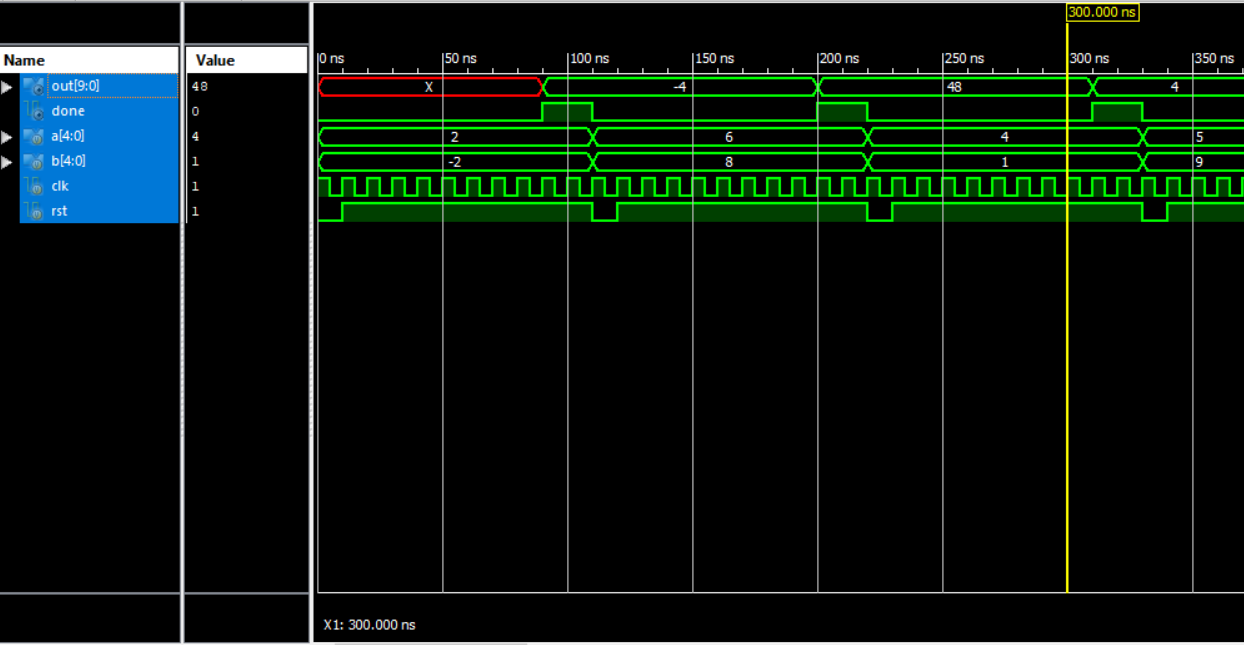 300.000 ns
Name Value
0 ns 50 ns 100 ns 150 ns 200 ns 250 ns 300 ns 350 ns
out[9:0] 48 X -4 48 4
done 0
a[4:0] 4 2 6 4 5
b[4:0] 1 -2 8 1 9
clk 1
rst 1
X1: 300.000 ns